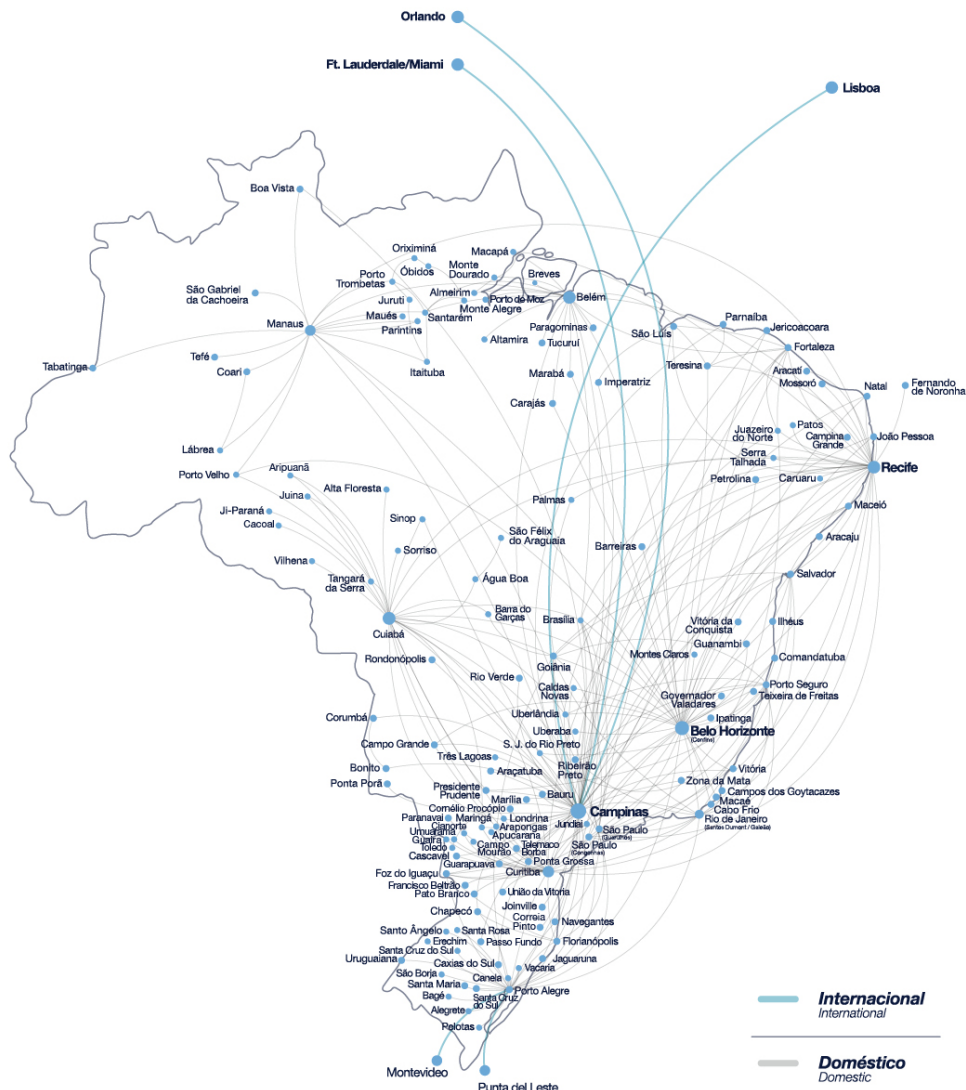 Orlando
Ft. Lauderdale/Miami
Lisboa
Boa Vista
Oriximiná
Óbidos
Macapá
Monte
Dourado
Breves
Porto
Trombetas
São Gabriel
da Cachoeira
Almeirim
Porto de Moz
Belém
Juruti
Monte Alegre
Maués
Santarém
Parintins
Manaus
Paragominas
Tucuruí
Altamira
São Luís
Parnaíba
Jericoacoara
Fortaleza
Tabatinga
Tefé
Coari
Itaituba
Marabá
Imperatriz
Teresina
Aracati
Mossoró
Natal
Fernando
de Noronha
Carajás
Juazeiro
do Norte
Patos
Campina
Grande
João Pessoa
Lábrea
Porto Velho
Aripuanã
Serra
Talhada
Recife
Juina
Alta Floresta
Petrolina
Caruaru
Palmas
Maceió
Ji-Paraná
Cacoal
Sinop
São Félix
do Araguaia
Aracaju
Vilhena
Sorriso
Barreiras
Tangará
da Serra
Água Boa
Salvador
Barra do
Garças
Brasília
Vitória da
Conquista
Ilhéus
Cuiabá
Guanambi
Rondonópolis
Goiânia
Montes Claros
Comandatuba
Rio Verde
Caldas
Novas
Porto Seguro
Teixeira de Freitas
Governador
Valadares
Corumbá
Uberlândia
Ipatinga
Uberaba
Belo Horizonte
(Confins)
Campo Grande
S. J. do Rio Preto
Três Lagoas
Ribeirão
Preto
Bonito
Araçatuba
Vitória
Ponta Porã
Zona da Mata
Presidente
Prudente
Bauru
Campos dos Goytacazes
Marília
Macaé
Cornélio Procópio
Campinas
Cabo Frio
Paranavaí
Maringá
Londrina
Jundiaí
Rio de Janeiro
(Santos Dumont / Galeão)
Cianorte
Arapongas
São Paulo
(Guarulhos)
Umuarama
Apucarana
Guaíra
Campo
Mourão
Telemaco
Borba
São Paulo
(Congonhas)
Toledo
Cascavel
Guarapuava
Ponta Grossa
Foz do Iguaçu
Curitiba
Francisco Beltrão
Pato Branco
União da Vitoria
Chapecó
Joinville
Correia
Pinto
Navegantes
Santo Ângelo
Santa Rosa
Erechim
Passo Fundo
Florianópolis
Santa Cruz do Sul
Uruguaiana
Caxias do Sul
Vacaria
Jaguaruna
São Borja
Canela
Santa Maria
Porto Alegre
Bagé
Santa Cruz
do Sul
Alegrete
Pelotas
Montevideo
Punta del Leste
Internacional
International
Doméstico
Domestic